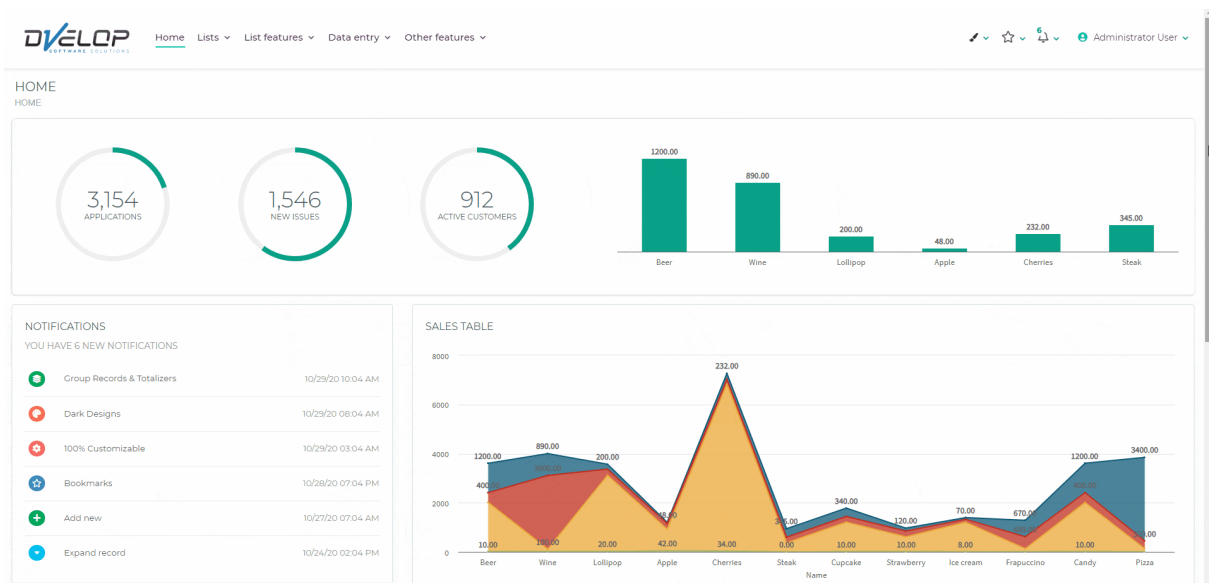 DVELOP
SOFTWARE SOLUTIONS
Home Lists List features Data entry Other features
6
Administrator User
HOME
HOME
3,154
APPLICATIONS
1,546
NEW ISSUES
912
ACTIVE CUSTOMERS
1200.00
890.00
200.00
48.00
232.00
345.00
Beer Wine Lollipop Apple Cherries Steak
NOTIFICATIONS
YOU HAVE 6 NEW NOTIFICATIONS
Group Records & Totalizers 10/29/20 10:04 AM
Dark Designs 10/29/20 08:04 AM
100% Customizable 10/29/20 03:04 AM
Bookmarks 10/28/20 07:04 PM
Add new 10/27/20 07:04 AM
Expand record 10/24/20 02:04 PM
SALES TABLE
8000
6000
4000
2000
0
232.00
1200.00 890.00 200.00 1200.00 3400.00
340.00 120.00 70.00 670.00
10.00 20.00 42.00 34.00 0.00 10.00 10.00 8.00 10.00
Beer Wine Lollipop Apple Cherries Steak Cupcake Strawberry Ice cream Frapuccino Candy Pizza
Name